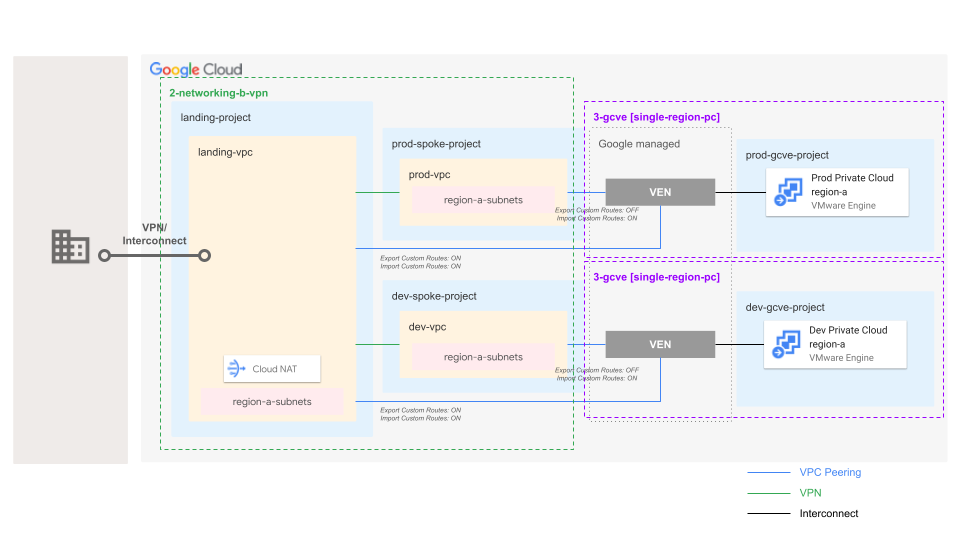 Google Cloud
2-networking-b-vpn
landing-project
landing-vpc
VPN/
Interconnect
Cloud NAT
region-a-subnets
prod-spoke-project
prod-vpc
region-a-subnets
Export Custom Routes: OFF
Import Custom Routes: ON
Export Custom Routes: ON
Import Custom Routes: ON
dev-spoke-project
dev-vpc
region-a-subnets
Export Custom Routes: OFF
Import Custom Routes: ON
Export Custom Routes: ON
Import Custom Routes: ON
3-gcve [single-region-pc]
Google managed
VEN
prod-gcve-project
Prod Private Cloud
region-a
VMware Engine
3-gcve [single-region-pc]
VEN
dev-gcve-project
Dev Private Cloud
region-a
VMware Engine
VPC Peering
VPN
Interconnect